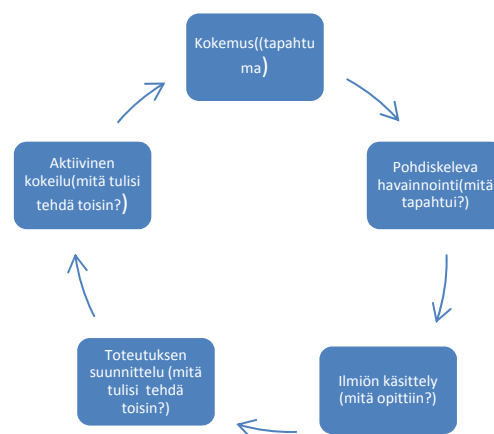 Kokemus((tapahtu
ma)
Pohdiskeleva
havainnointi(mitä
tapahtui?)
Ilmiön käsittely
(mitä opittiin?)
Toteutuksen
suunnittelu (mitä
tulisi tehdä
toisin?)
Aktiivinen
kokeilu(mitä tulisi
tehdä toisin?)